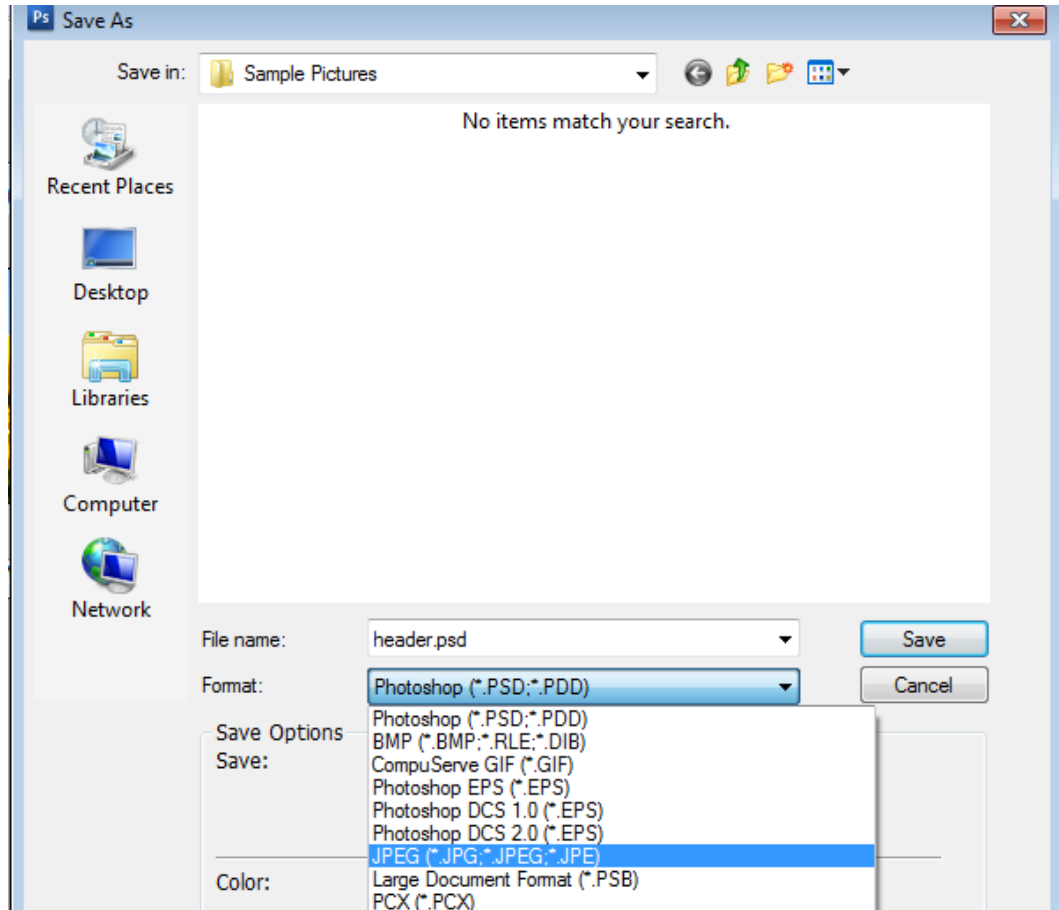 Ps Save As
Save in: Sample Pictures
No items match your search.
Recent Places
Desktop
Libraries
Computer
Network
File name: header.psd Save
Format: Photoshop (*.PSD;*.PDD) Cancel
Save Options
Save:
Color:
Photoshop (*.PSD;*.PDD)
BMP (*.BMP;*.RLE;*.DIB)
CompuServe GIF (*.GIF)
Photoshop EPS (*.EPS)
Photoshop DCS 1.0 (*.EPS)
Photoshop DCS 2.0 (*.EPS)
JPEG (*.JPG;*.JPEG;*.JPE)
Large Document Format (*.PSB)
PCX (*.PCX)